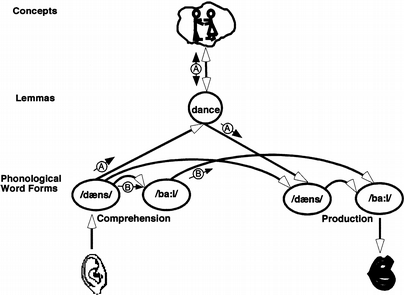 Concepts
A
Lemmas
dance
A
A
Phonological
Word Forms
B
B
/dæns/
/ba:l/
/dæns/
/ba:l/
Comprehension
Production